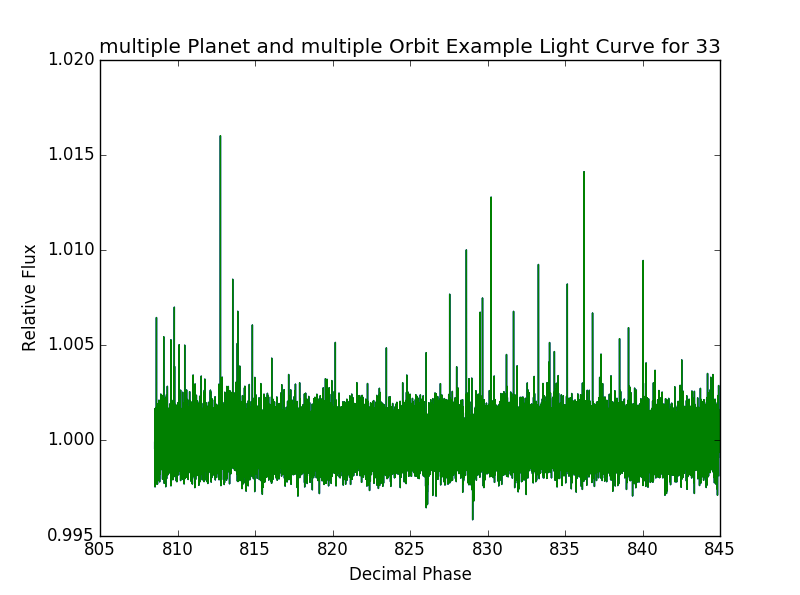 multiple Planet and multiple Orbit Example Light Curve for 33
1.020
1.015
1.010
1.005
1.000
0.995
Relative Flux
805 810 815 820 825 830 835 840 845
Decimal Phase